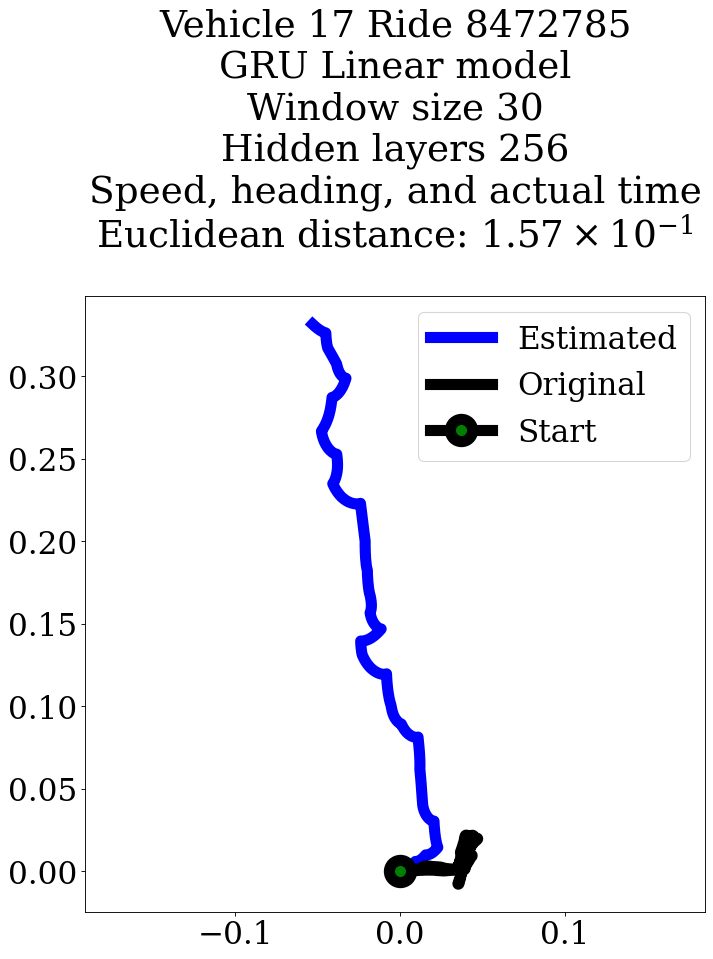 Vehicle 17 Ride 8472785
GRU Linear model
Window size 30
Hidden layers 256
Speed, heading, and actual time
Euclidean distance: 1.57 × 10⁻¹
Estimated
Original
Start
0.30
0.25
0.20
0.15
0.10
0.05
0.00
−0.1 0.0 0.1